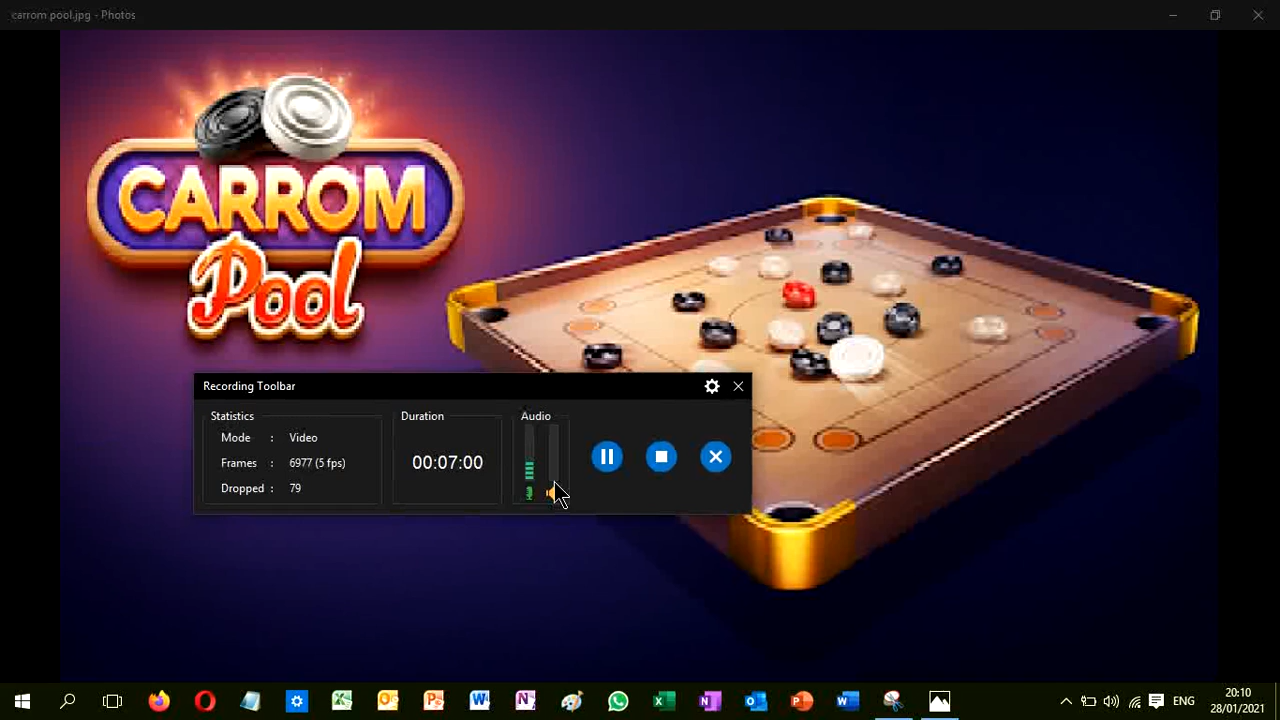 carrom pool.jpg - Photos
CARROM
Pool
Recording Toolbar
Statistics
Mode : Video
Frames : 6977 (5 fps)
Dropped : 79
Duration
00:07:00
Audio
ENG
20:10
28/01/2021